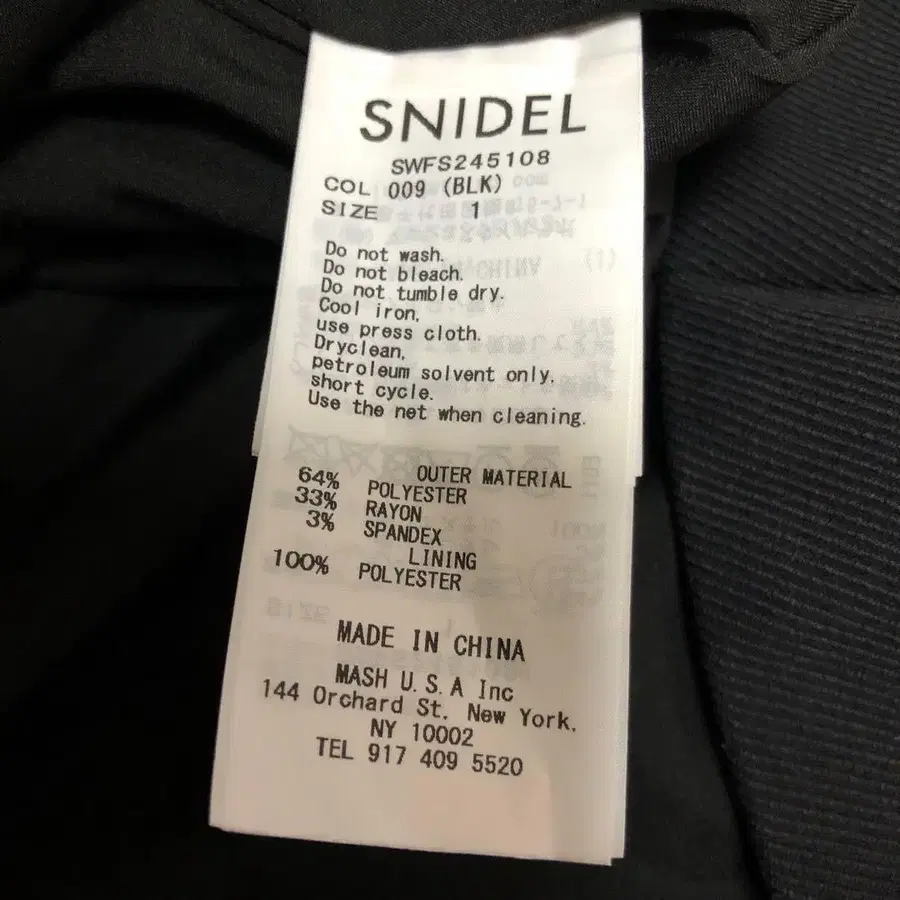 SNIDEL
SWFS245108
COL 009 (BLK)
SIZE 1
Do not wash.
Do not bleach.
Do not tumble dry.
Cool iron,
use press cloth.
Dryclean,
petroleum solvent only,
short cycle.
Use the net when cleaning.
OUTER MATERIAL
64% POLYESTER
33% RAYON
3% SPANDEX
LINING
100% POLYESTER
MADE IN CHINA
MASH U.S.A Inc
144 Orchard St. New York,
NY 10002
TEL 917 409 5520